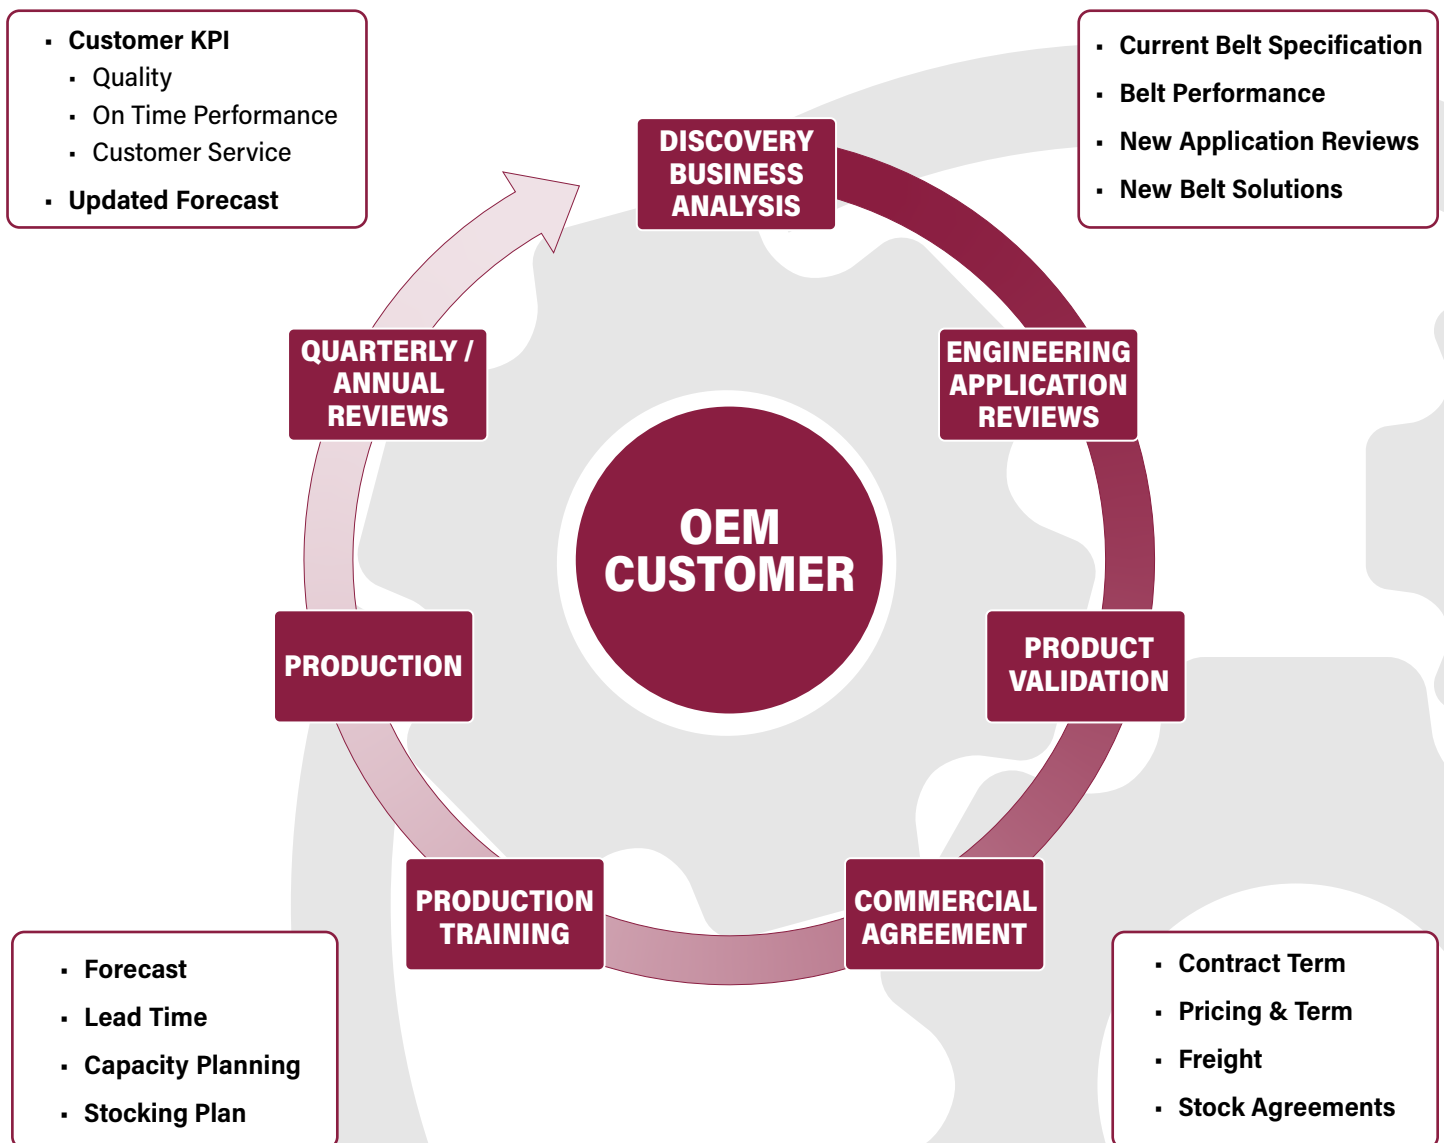 ▪ Customer KPI
▪ Quality
▪ On Time Performance
▪ Customer Service
▪ Updated Forecast
▪ Current Belt Specification
▪ Belt Performance
▪ New Application Reviews
▪ New Belt Solutions
DISCOVERY
BUSINESS
ANALYSIS
ENGINEERING
APPLICATION
REVIEWS
PRODUCT
VALIDATION
COMMERCIAL
AGREEMENT
PRODUCTION
TRAINING
PRODUCTION
QUARTERLY /
ANNUAL
REVIEWS
OEM
CUSTOMER
▪ Forecast
▪ Lead Time
▪ Capacity Planning
▪ Stocking Plan
▪ Contract Term
▪ Pricing & Term
▪ Freight
▪ Stock Agreements